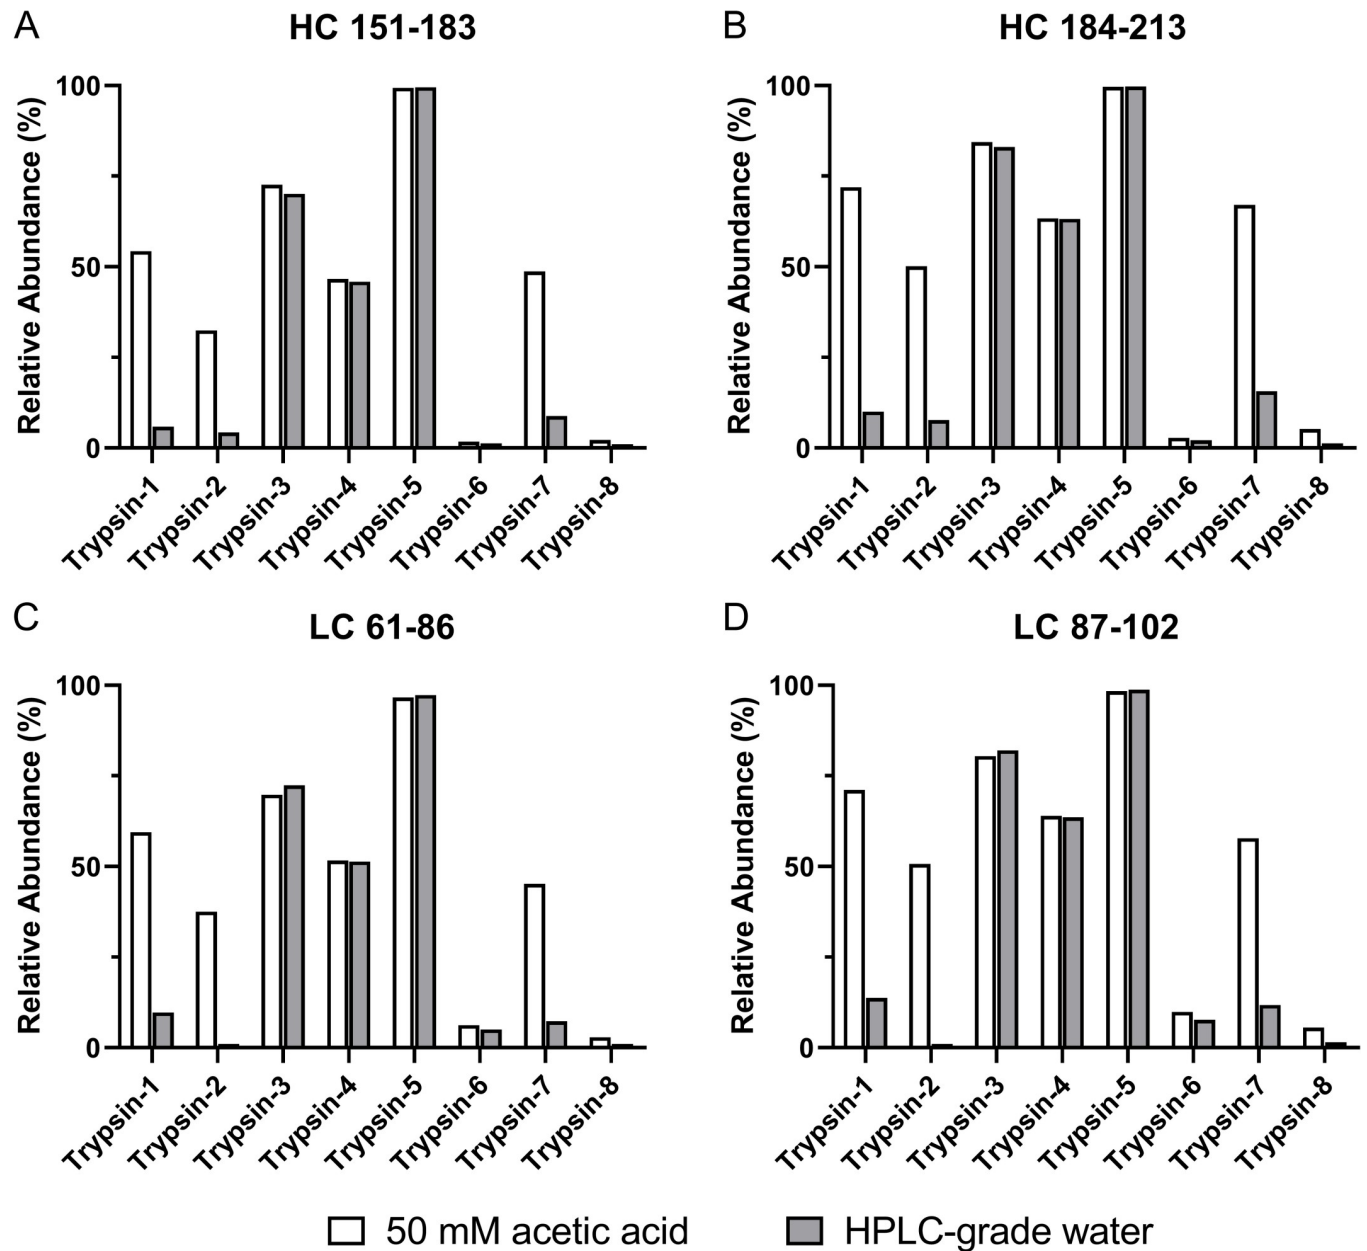 A
HC 151-183
Relative Abundance (%)
100
50
0
Trypsin-1
Trypsin-2
Trypsin-3
Trypsin-4
Trypsin-5
Trypsin-6
Trypsin-7
Trypsin-8
B
HC 184-213
Relative Abundance (%)
100
50
0
Trypsin-1
Trypsin-2
Trypsin-3
Trypsin-4
Trypsin-5
Trypsin-6
Trypsin-7
Trypsin-8
C
LC 61-86
Relative Abundance (%)
100
50
0
Trypsin-1
Trypsin-2
Trypsin-3
Trypsin-4
Trypsin-5
Trypsin-6
Trypsin-7
Trypsin-8
D
LC 87-102
Relative Abundance (%)
100
50
0
Trypsin-1
Trypsin-2
Trypsin-3
Trypsin-4
Trypsin-5
Trypsin-6
Trypsin-7
Trypsin-8
50 mM acetic acid
HPLC-grade water